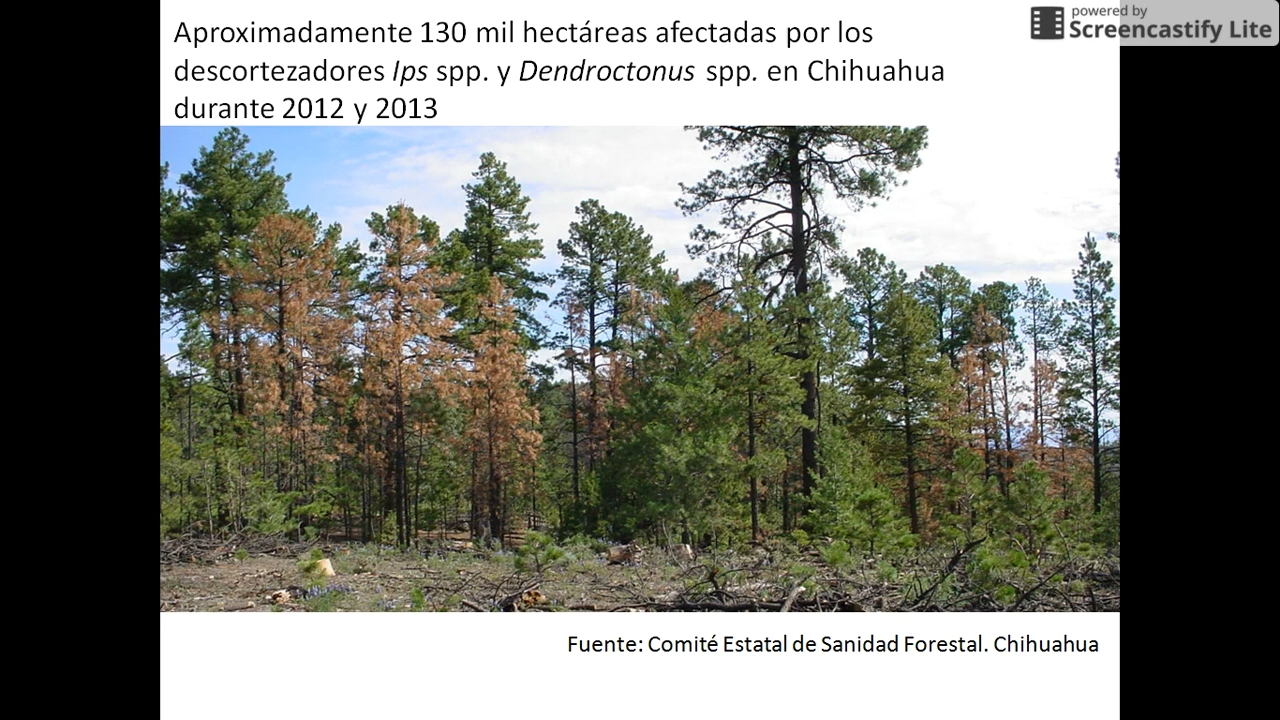 powered by
Screencastify Lite
Aproximadamente 130 mil hectáreas afectadas por los
descortezadores Ips spp. y Dendroctonus spp. en Chihuahua
durante 2012 y 2013
Fuente: Comité Estatal de Sanidad Forestal. Chihuahua